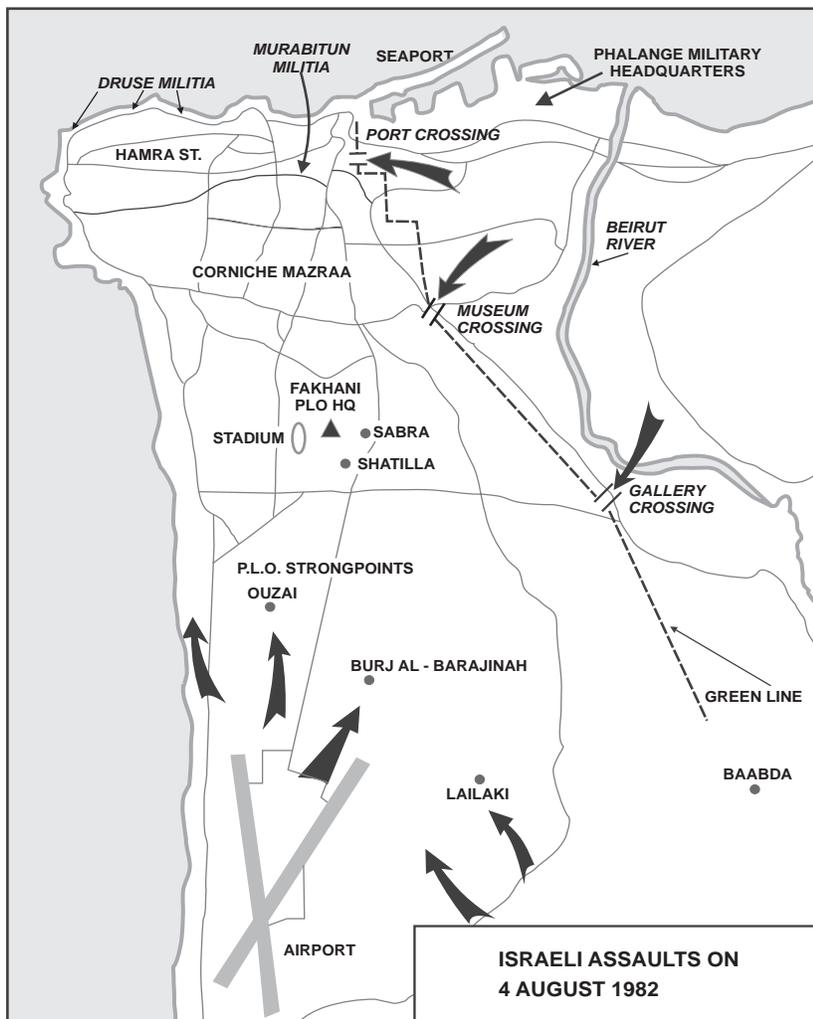 MURABITUN
MILITIA
SEAPORT
PHALANGE MILITARY
HEADQUARTERS
DRUSE MILITIA
PORT CROSSING
HAMRA ST.
BEIRUT
RIVER
CORNICHE MAZRAA
MUSEUM
CROSSING
FAKHANI
PLO HQ
STADIUM
SABRA
SHATILLA
GALLERY
CROSSING
P.L.O. STRONGPOINTS
OUZAI
BURJ AL - BARAJINAH
GREEN LINE
BAABDA
LAILAKI
AIRPORT
ISRAELI ASSAULTS ON
4 AUGUST 1982